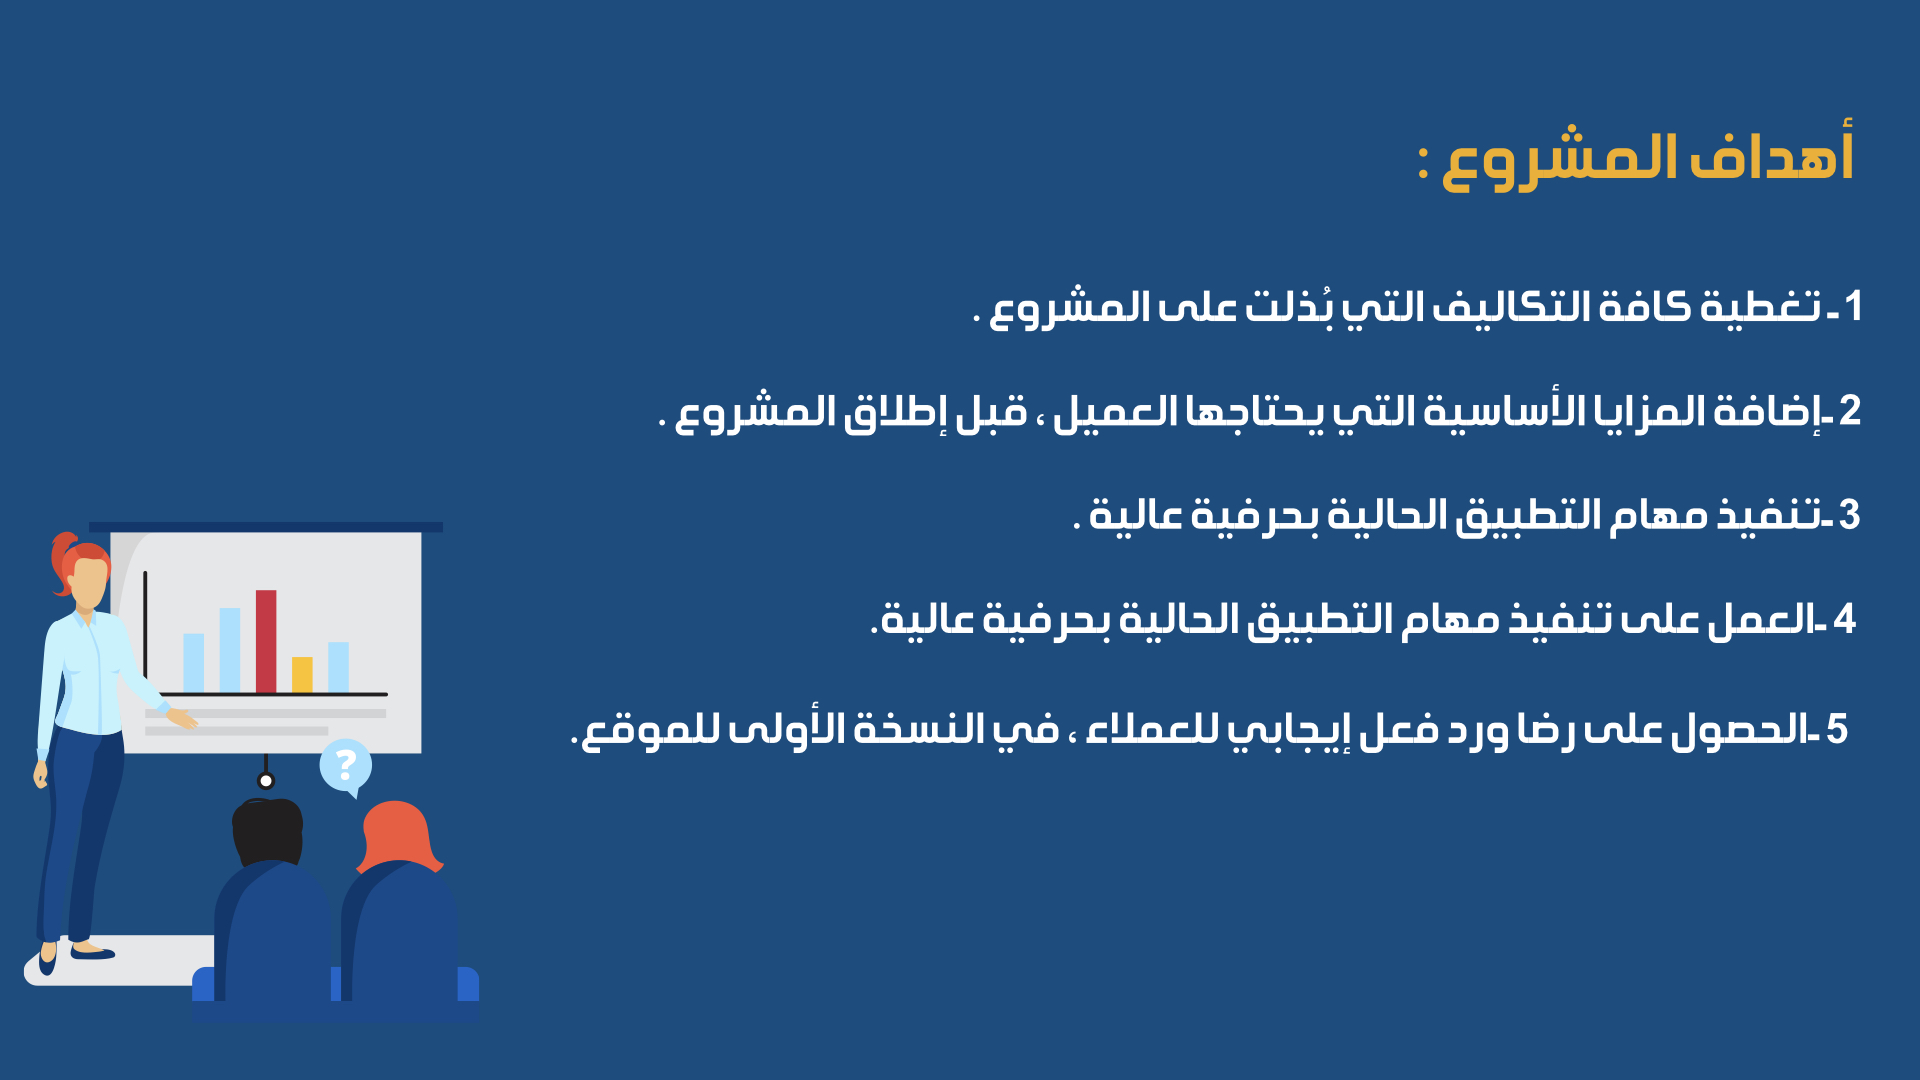 أهداف المشروع :
1- تغطية كافة التكاليف التي بُذلت على المشروع .
2-إضافة المزايا الأساسية التي يحتاجها العميل ، قبل إطلاق المشروع .
3-تنفيذ مهام التطبيق الحالية بحرفية عالية .
4-العمل على تنفيذ مهام التطبيق الحالية بحرفية عالية.
5-الحصول على رضا ورد فعل إيجابي للعملاء ، في النسخة الأولى للموقع.
?